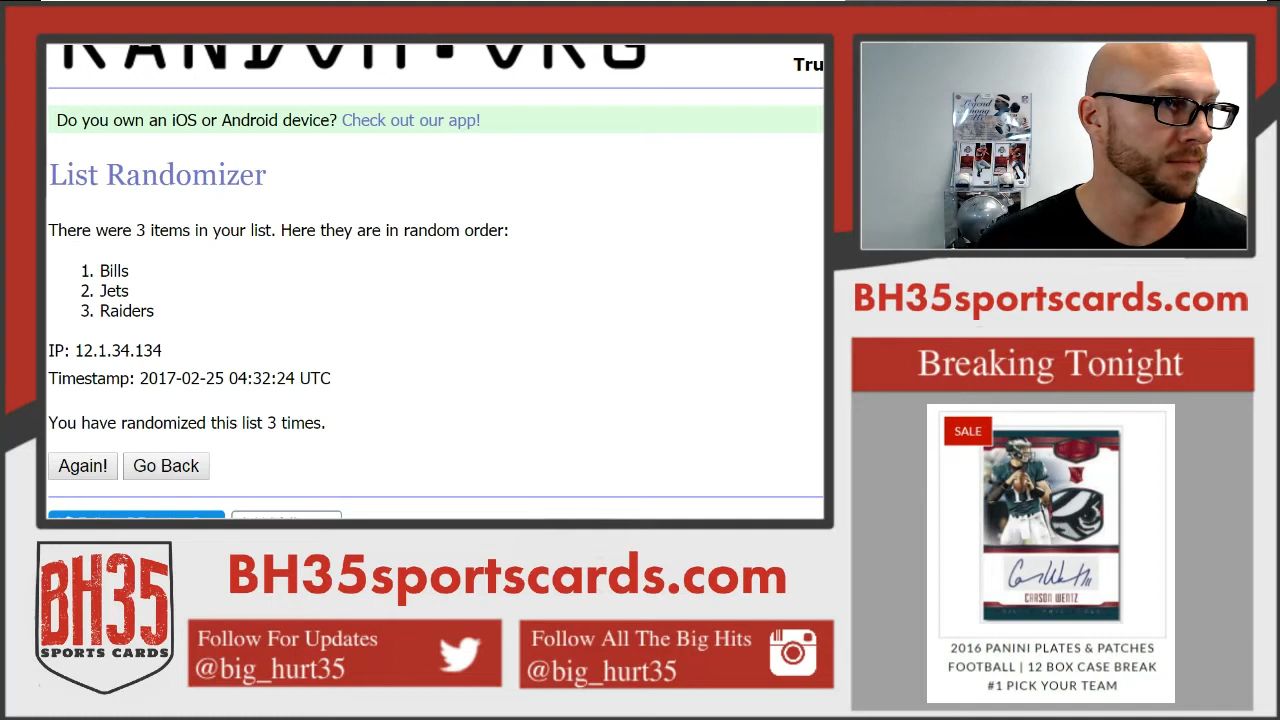 RANDOM.ORG
Tru
Do you own an iOS or Android device? Check out our app!
List Randomizer
There were 3 items in your list. Here they are in random order:
1. Bills
2. Jets
3. Raiders
IP: 12.1.34.134
Timestamp: 2017-02-25 04:32:24 UTC
You have randomized this list 3 times.
Again! Go Back
BH35sportscards.com
Breaking Tonight
SALE
CARSON WENTZ
2016 PANINI PLATES & PATCHES
FOOTBALL | 12 BOX CASE BREAK
#1 PICK YOUR TEAM
BH35
SPORTS CARDS
BH35sportscards.com
Follow For Updates
@big_hurt35
Follow All The Big Hits
@big_hurt35